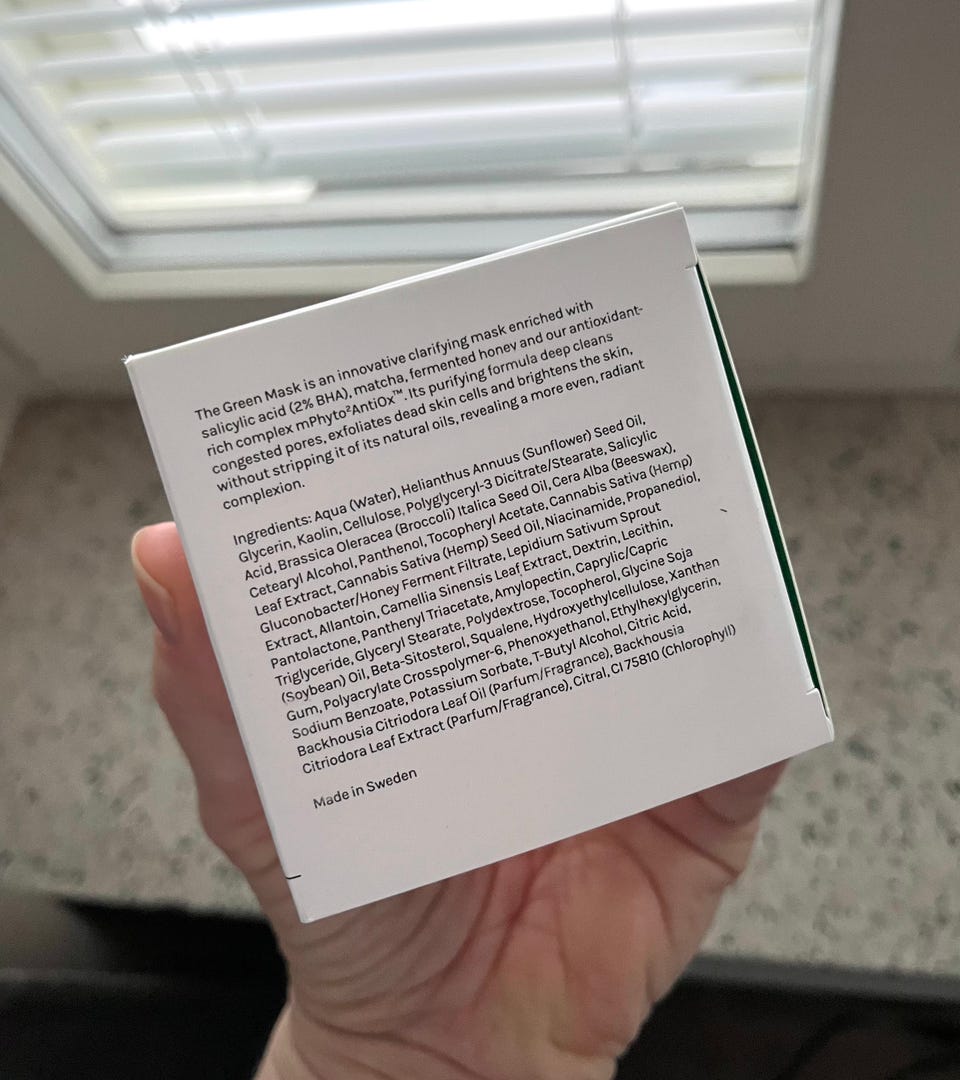 The Green Mask is an innovative clarifying mask enriched with
salicylic acid (2% BHA), matcha, fermented honey and our antioxidant-
rich complex mPhyto²AntiOx™. Its purifying formula deep cleans
congested pores, exfoliates dead skin cells and brightens the skin,
without stripping it of its natural oils, revealing a more even, radiant
complexion.
Ingredients: Aqua (Water), Helianthus Annuus (Sunflower) Seed Oil,
Glycerin, Kaolin, Cellulose, Polyglyceryl-3 Dicitrate/Stearate, Salicylic
Acid, Brassica Oleracea (Broccoli) Italica Seed Oil, Cera Alba (Beeswax),
Cetearyl Alcohol, Panthenol, Tocopheryl Acetate, Cannabis Sativa (Hemp)
Leaf Extract, Cannabis Sativa (Hemp) Seed Oil, Niacinamide, Propanediol,
Gluconobacter/Honey Ferment Filtrate, Lepidium Sativum Sprout
Extract, Allantoin, Camellia Sinensis Leaf Extract, Dextrin, Lecithin,
Pantolactone, Panthenyl Triacetate, Amylopectin, Caprylic/Capric
Triglyceride, Glyceryl Stearate, Polydextrose, Tocopherol, Glycine Soja
(Soybean) Oil, Beta-Sitosterol, Squalene, Hydroxyethylcellulose, Xanthan
Gum, Polyacrylate Crosspolymer-6, Phenoxyethanol, Ethylhexylglycerin,
Sodium Benzoate, Potassium Sorbate, T-Butyl Alcohol, Citric Acid,
Backhousia Citriodora Leaf Oil (Parfum/Fragrance), Backhousia
Citriodora Leaf Extract (Parfum/Fragrance), Citral, CI 75810 (Chlorophyll)
Made in Sweden